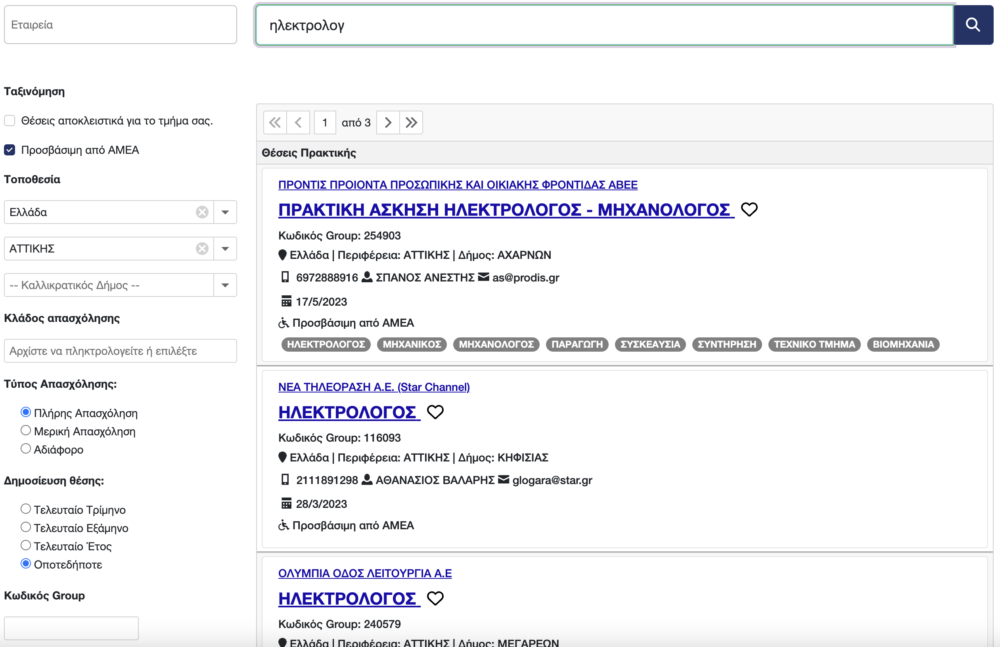 Εταιρεία
ηλεκτρολογ
Ταξινόμηση
Θέσεις αποκλειστικά για το τμήμα σας.
Προσβάσιμη από ΑΜΕΑ
Τοποθεσία
Ελλάδα
ΑΤΤΙΚΗΣ
-- Καλλικρατικός Δήμος --
Κλάδος απασχόλησης
Αρχίστε να πληκτρολογείτε ή επιλέξτε
Τύπος Απασχόλησης:
Πλήρης Απασχόληση
Μερική Απασχόληση
Αδιάφορο
Δημοσίευση θέσης:
Τελευταίο Τρίμηνο
Τελευταίο Εξάμηνο
Τελευταίο Έτος
Οποτεδήποτε
Κωδικός Group
1 από 3
Θέσεις Πρακτικής
ΠΡΟΝΤΙΣ ΠΡΟΙΟΝΤΑ ΠΡΟΣΩΠΙΚΗΣ ΚΑΙ ΟΙΚΙΑΚΗΣ ΦΡΟΝΤΙΔΑΣ ΑΒΕΕ
ΠΡΑΚΤΙΚΗ ΑΣΚΗΣΗ ΗΛΕΚΤΡΟΛΟΓΟΣ - ΜΗΧΑΝΟΛΟΓΟΣ
Κωδικός Group: 254903
Ελλάδα | Περιφέρεια: ΑΤΤΙΚΗΣ | Δήμος: ΑΧΑΡΝΩΝ
6972888916 ΣΠΑΝΟΣ ΑΝΕΣΤΗΣ as@prodis.gr
17/5/2023
Προσβάσιμη από ΑΜΕΑ
ΗΛΕΚΤΡΟΛΟΓΟΣ ΜΗΧΑΝΙΚΟΣ ΜΗΧΑΝΟΛΟΓΟΣ ΠΑΡΑΓΩΓΗ ΣΥΣΚΕΑΥΣΙΑ ΣΥΝΤΗΡΗΣΗ ΤΕΧΝΙΚΟ ΤΜΗΜΑ ΒΙΟΜΗΧΑΝΙΑ
ΝΕΑ ΤΗΛΕΟΡΑΣΗ Α.Ε. (Star Channel)
ΗΛΕΚΤΡΟΛΟΓΟΣ
Κωδικός Group: 116093
Ελλάδα | Περιφέρεια: ΑΤΤΙΚΗΣ | Δήμος: ΚΗΦΙΣΙΑΣ
2111891298 ΑΘΑΝΑΣΙΟΣ ΒΑΛΑΡΗΣ glogara@star.gr
28/3/2023
Προσβάσιμη από ΑΜΕΑ
ΟΛΥΜΠΙΑ ΟΔΟΣ ΛΕΙΤΟΥΡΓΙΑ Α.Ε
ΗΛΕΚΤΡΟΛΟΓΟΣ
Κωδικός Group: 240579
Ελλάδα | Περιφέρεια: ΑΤΤΙΚΗΣ | Δήμος: ΜΕΓΑΡΕΩΝ